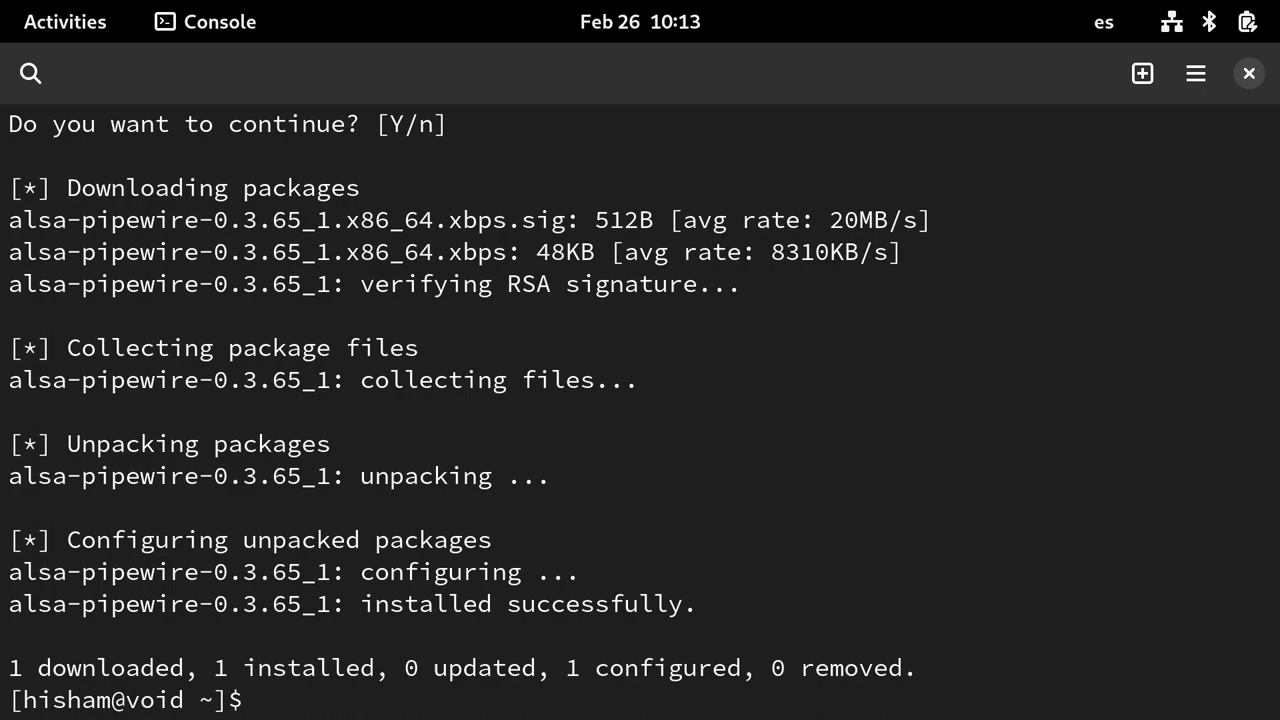 Activities Console Feb 26 10:13 es
Do you want to continue? [Y/n]
[*] Downloading packages
alsa-pipewire-0.3.65_1.x86_64.xbps.sig: 512B [avg rate: 20MB/s]
alsa-pipewire-0.3.65_1.x86_64.xbps: 48KB [avg rate: 8310KB/s]
alsa-pipewire-0.3.65_1: verifying RSA signature...
[*] Collecting package files
alsa-pipewire-0.3.65_1: collecting files...
[*] Unpacking packages
alsa-pipewire-0.3.65_1: unpacking ...
[*] Configuring unpacked packages
alsa-pipewire-0.3.65_1: configuring ...
alsa-pipewire-0.3.65_1: installed successfully.
1 downloaded, 1 installed, 0 updated, 1 configured, 0 removed.
[hisham@void ~]$